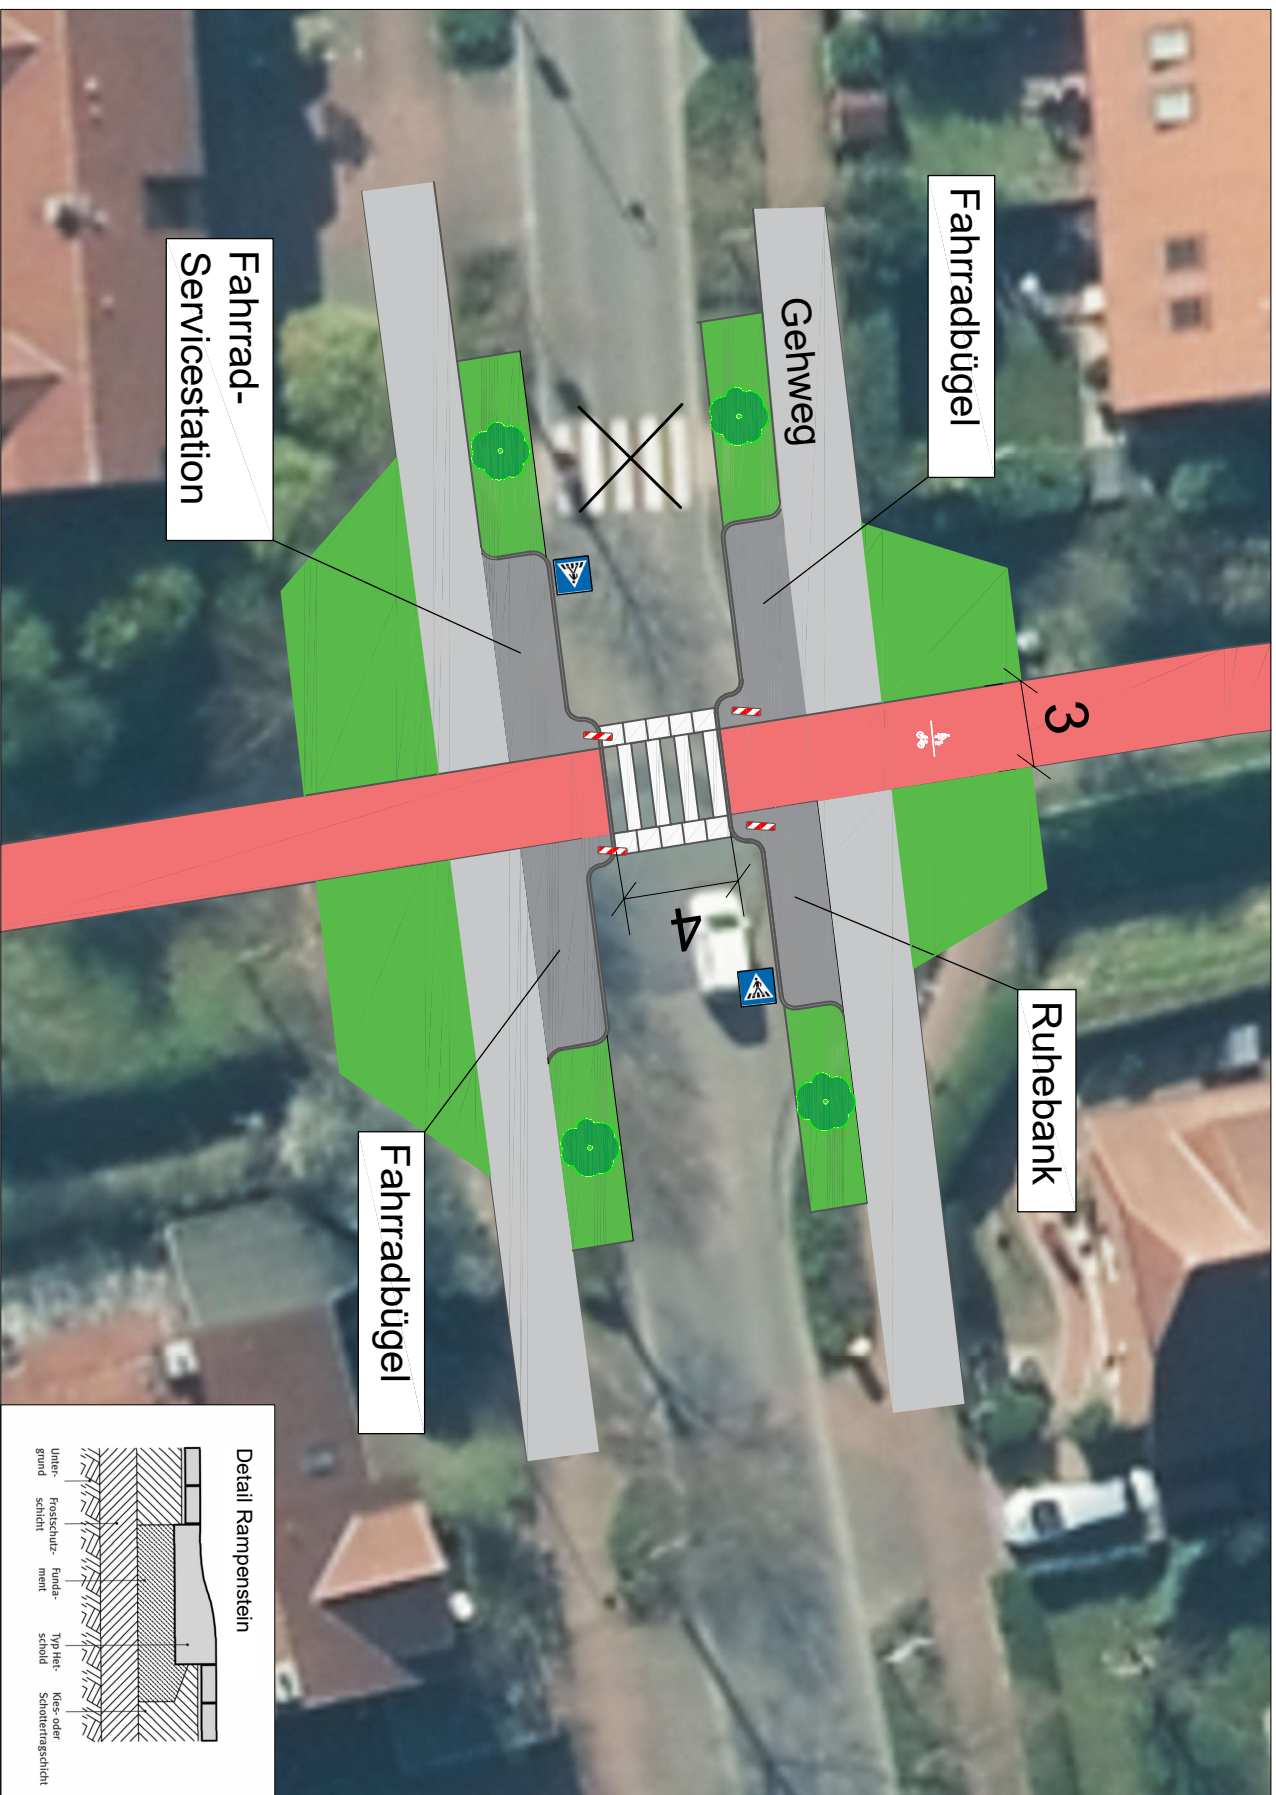 Fahrradbügel
Gehweg
Fahrrad-
Servicestation
3
4
Ruhebank
Fahrradbügel
Detail Rampenstein
Unter-
grund
Frostschutz-
schicht
Funda-
ment
Typ Het-
schold
Kies- oder
Schottertragschicht